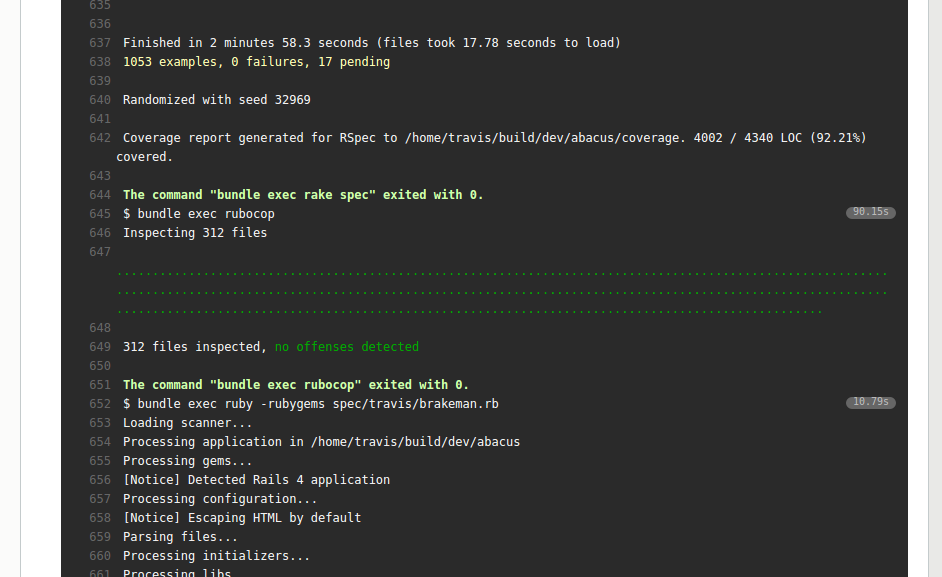 635
636
637 Finished in 2 minutes 58.3 seconds (files took 17.78 seconds to load)
638 1053 examples, 0 failures, 17 pending
639
640 Randomized with seed 32969
641
642 Coverage report generated for RSpec to /home/travis/build/dev/abacus/coverage. 4002 / 4340 LOC (92.21%)
covered.
643
644 The command "bundle exec rake spec" exited with 0.
645 $ bundle exec rubocop 90.15s
646 Inspecting 312 files
647
...........................................................................................................
...........................................................................................................
..................................................................................................
648
649 312 files inspected, no offenses detected
650
651 The command "bundle exec rubocop" exited with 0.
652 $ bundle exec ruby -rubygems spec/travis/brakeman.rb 10.79s
653 Loading scanner...
654 Processing application in /home/travis/build/dev/abacus
655 Processing gems...
656 [Notice] Detected Rails 4 application
657 Processing configuration...
658 [Notice] Escaping HTML by default
659 Parsing files...
660 Processing initializers...
661 Processing libs